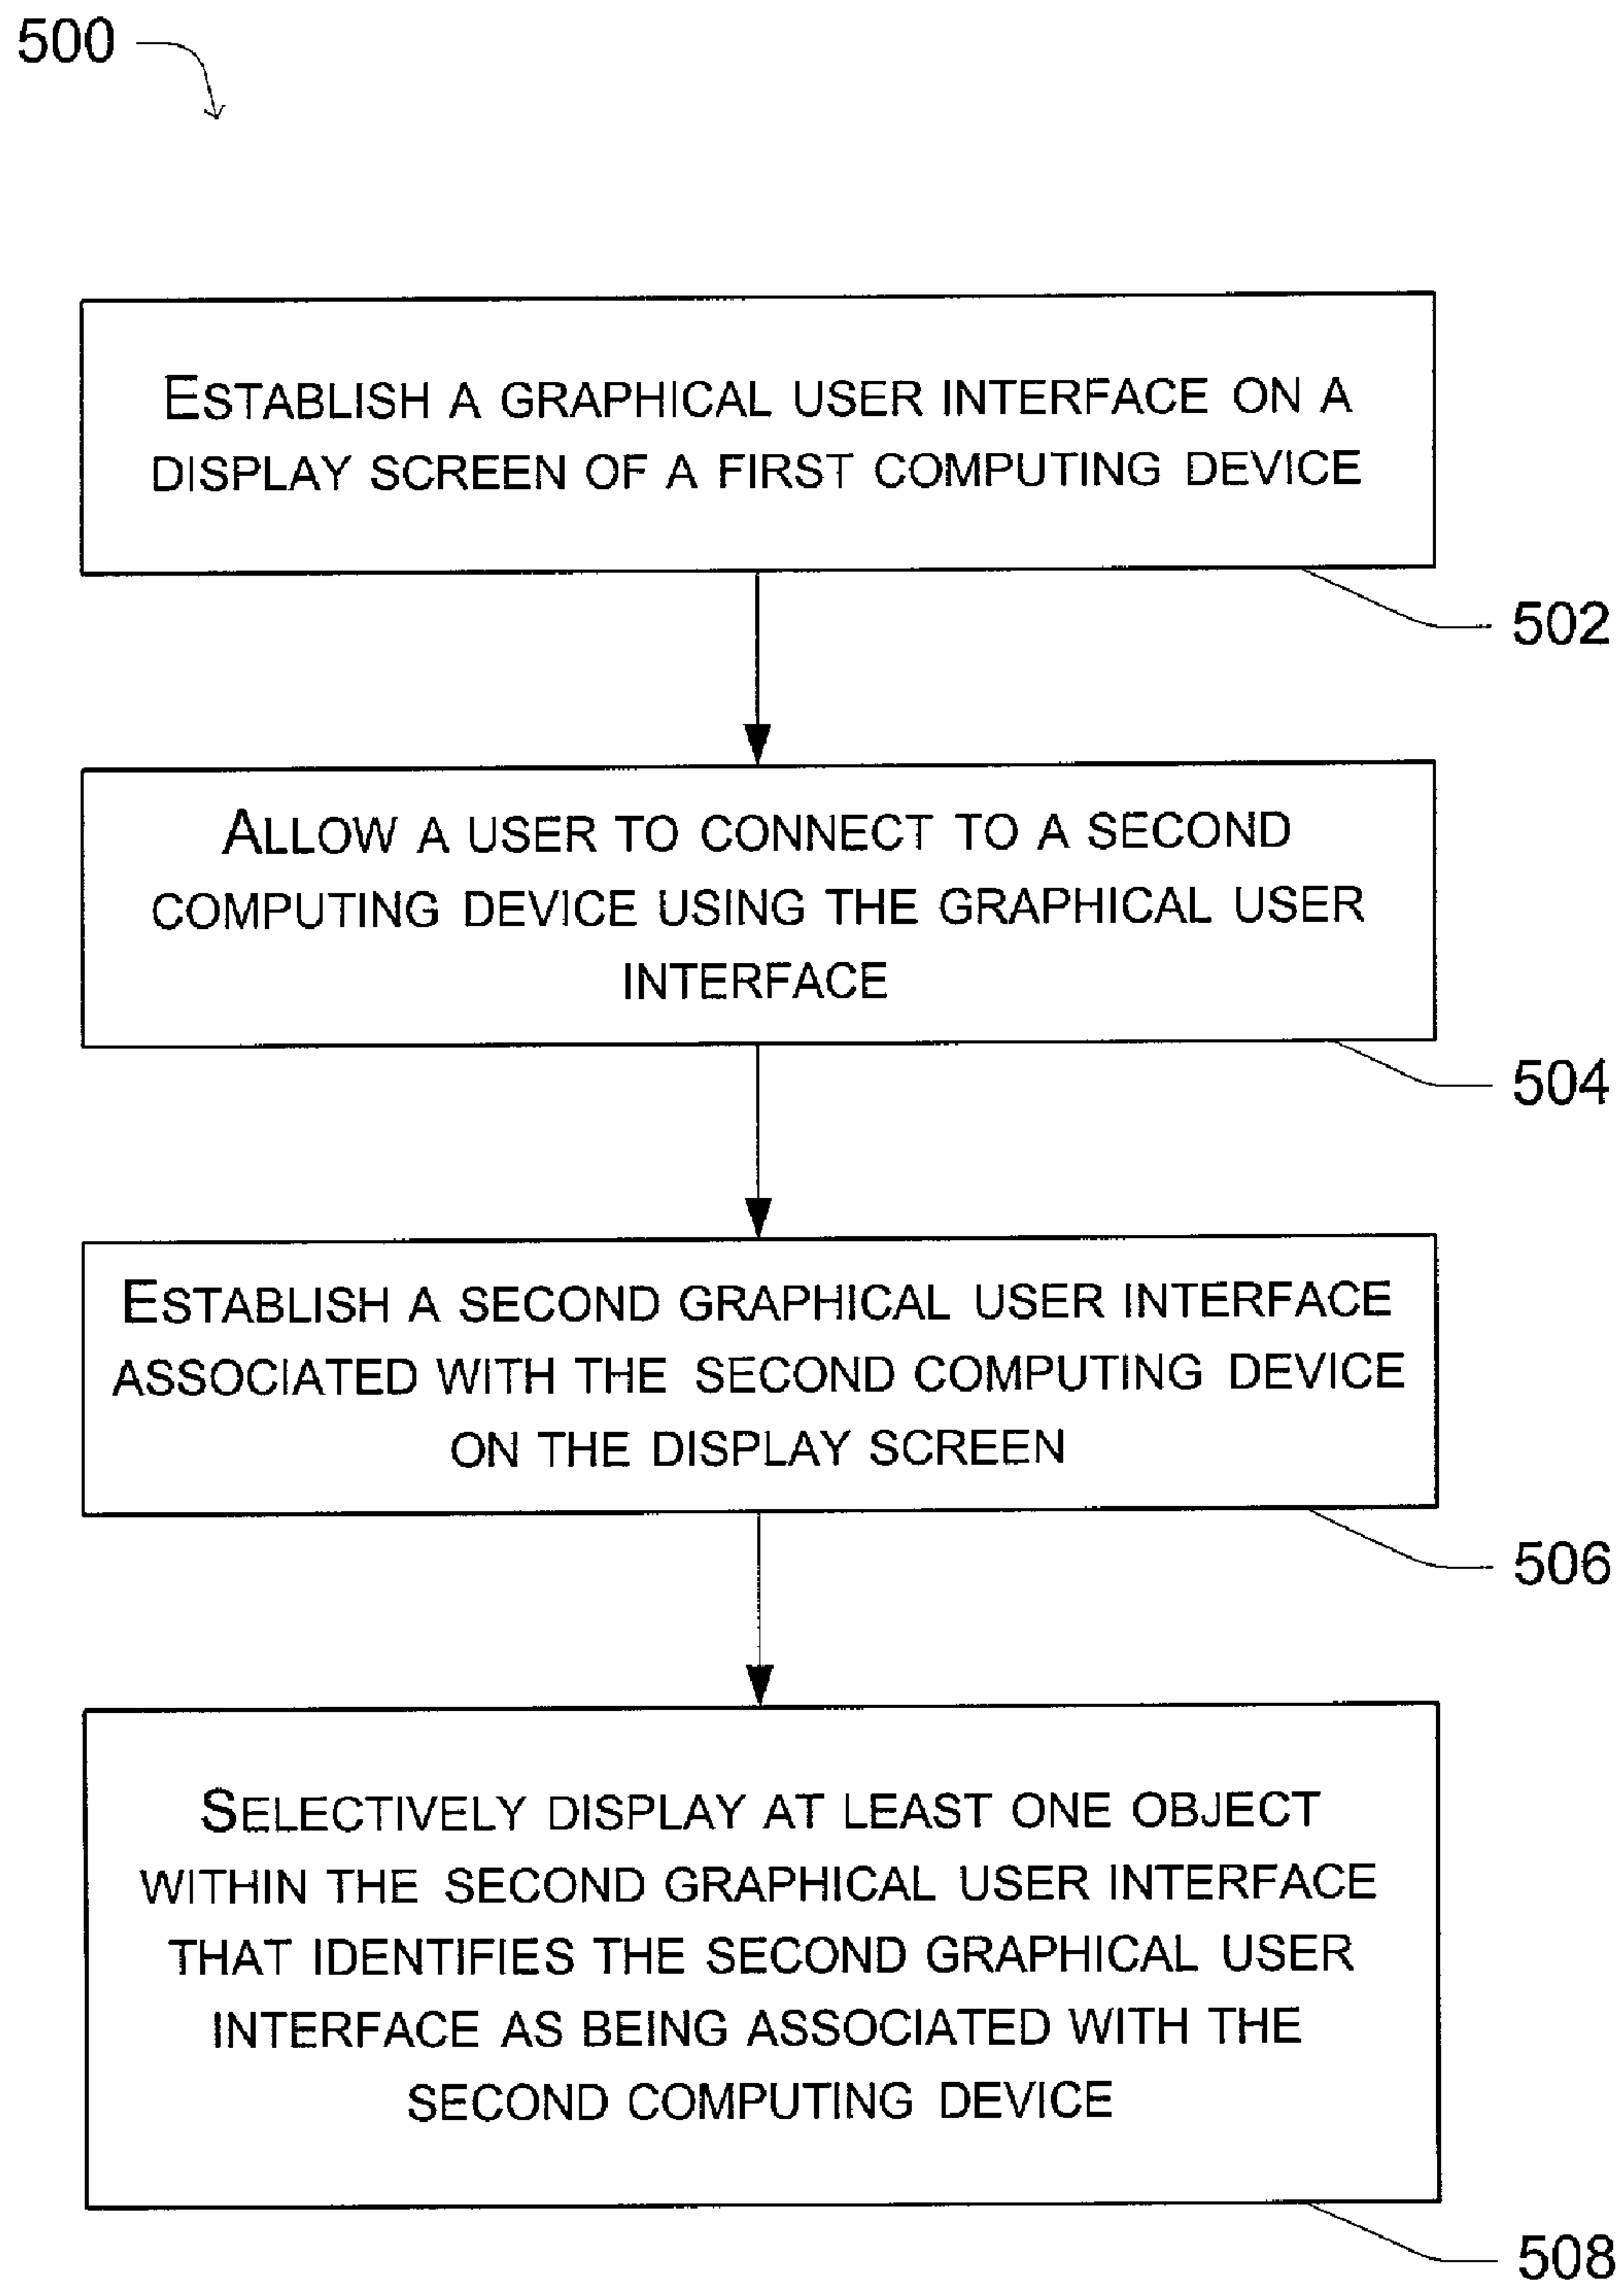 500
ESTABLISH A GRAPHICAL USER INTERFACE ON A
DISPLAY SCREEN OF A FIRST COMPUTING DEVICE
502
ALLOW A USER TO CONNECT TO A SECOND
COMPUTING DEVICE USING THE GRAPHICAL USER
INTERFACE
504
ESTABLISH A SECOND GRAPHICAL USER INTERFACE
ASSOCIATED WITH THE SECOND COMPUTING DEVICE
ON THE DISPLAY SCREEN
506
SELECTIVELY DISPLAY AT LEAST ONE OBJECT
WITHIN THE SECOND GRAPHICAL USER INTERFACE
THAT IDENTIFIES THE SECOND GRAPHICAL USER
INTERFACE AS BEING ASSOCIATED WITH THE
SECOND COMPUTING DEVICE
508